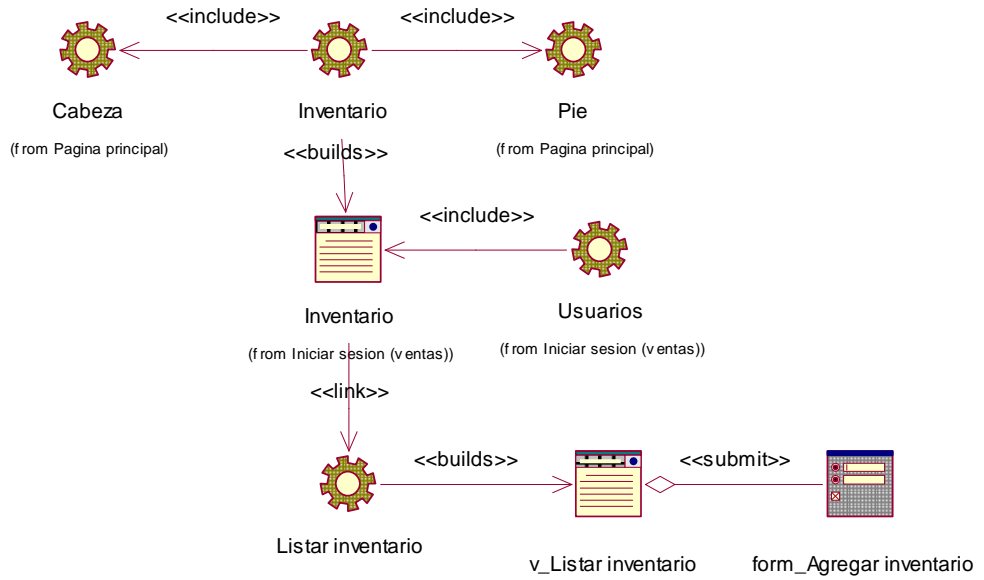 <<include>> <<include>>
Cabeza Inventario Pie
(from Pagina principal) (from Pagina principal)
<<builds>>
<<include>>
Inventario Usuarios
(from Iniciar sesion (ventas)) (from Iniciar sesion (ventas))
<<link>>
<<builds>> <<submit>>
Listar inventario
v_Listar inventario form_Agregar inventario